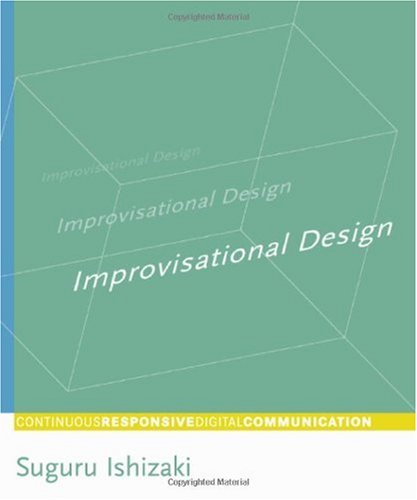 Copyrighted Material
Improvisational Design
Improvisational Design
Improvisational Design
CONTINUOUSRESPONSIVEDIGITALCOMMUNICATION
Suguru Ishizaki
Copyrighted Material